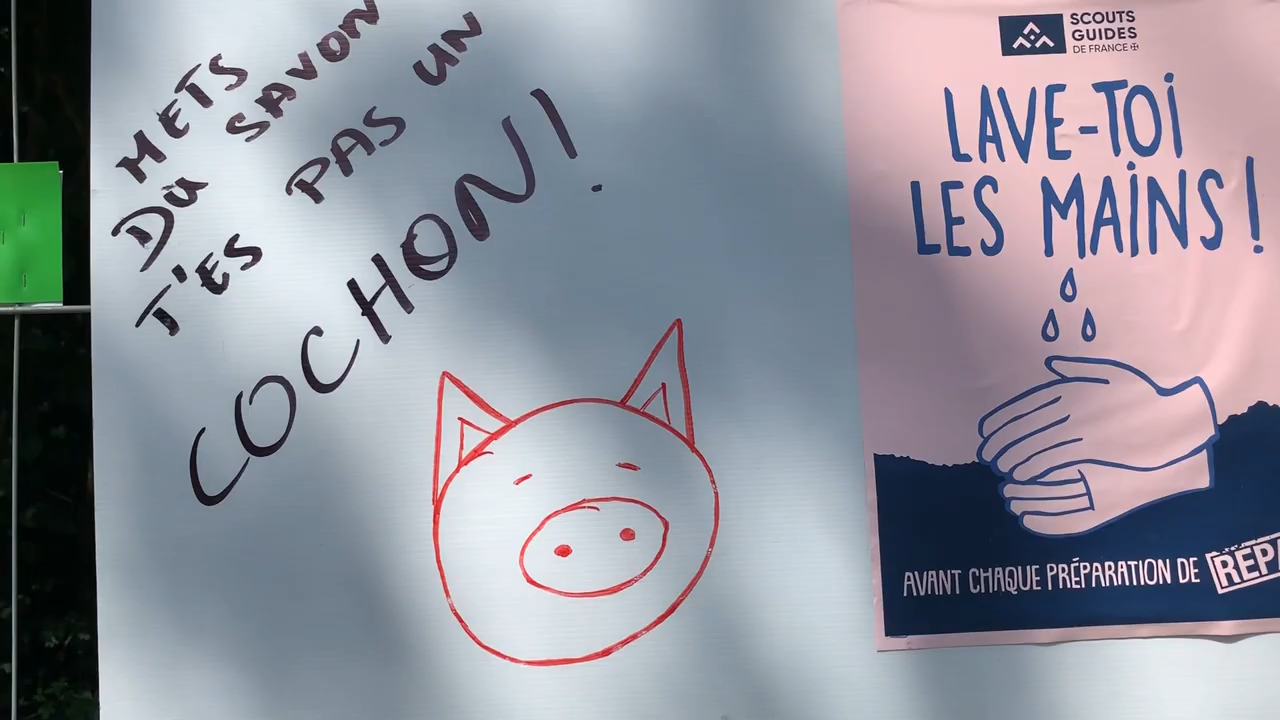 METS
DU SAVON
T'ES PAS UN
COCHON !
SCOUTS
GUIDES
DE FRANCE
LAVE-TOI
LES MAINS !
AVANT CHAQUE PRÉPARATION DE